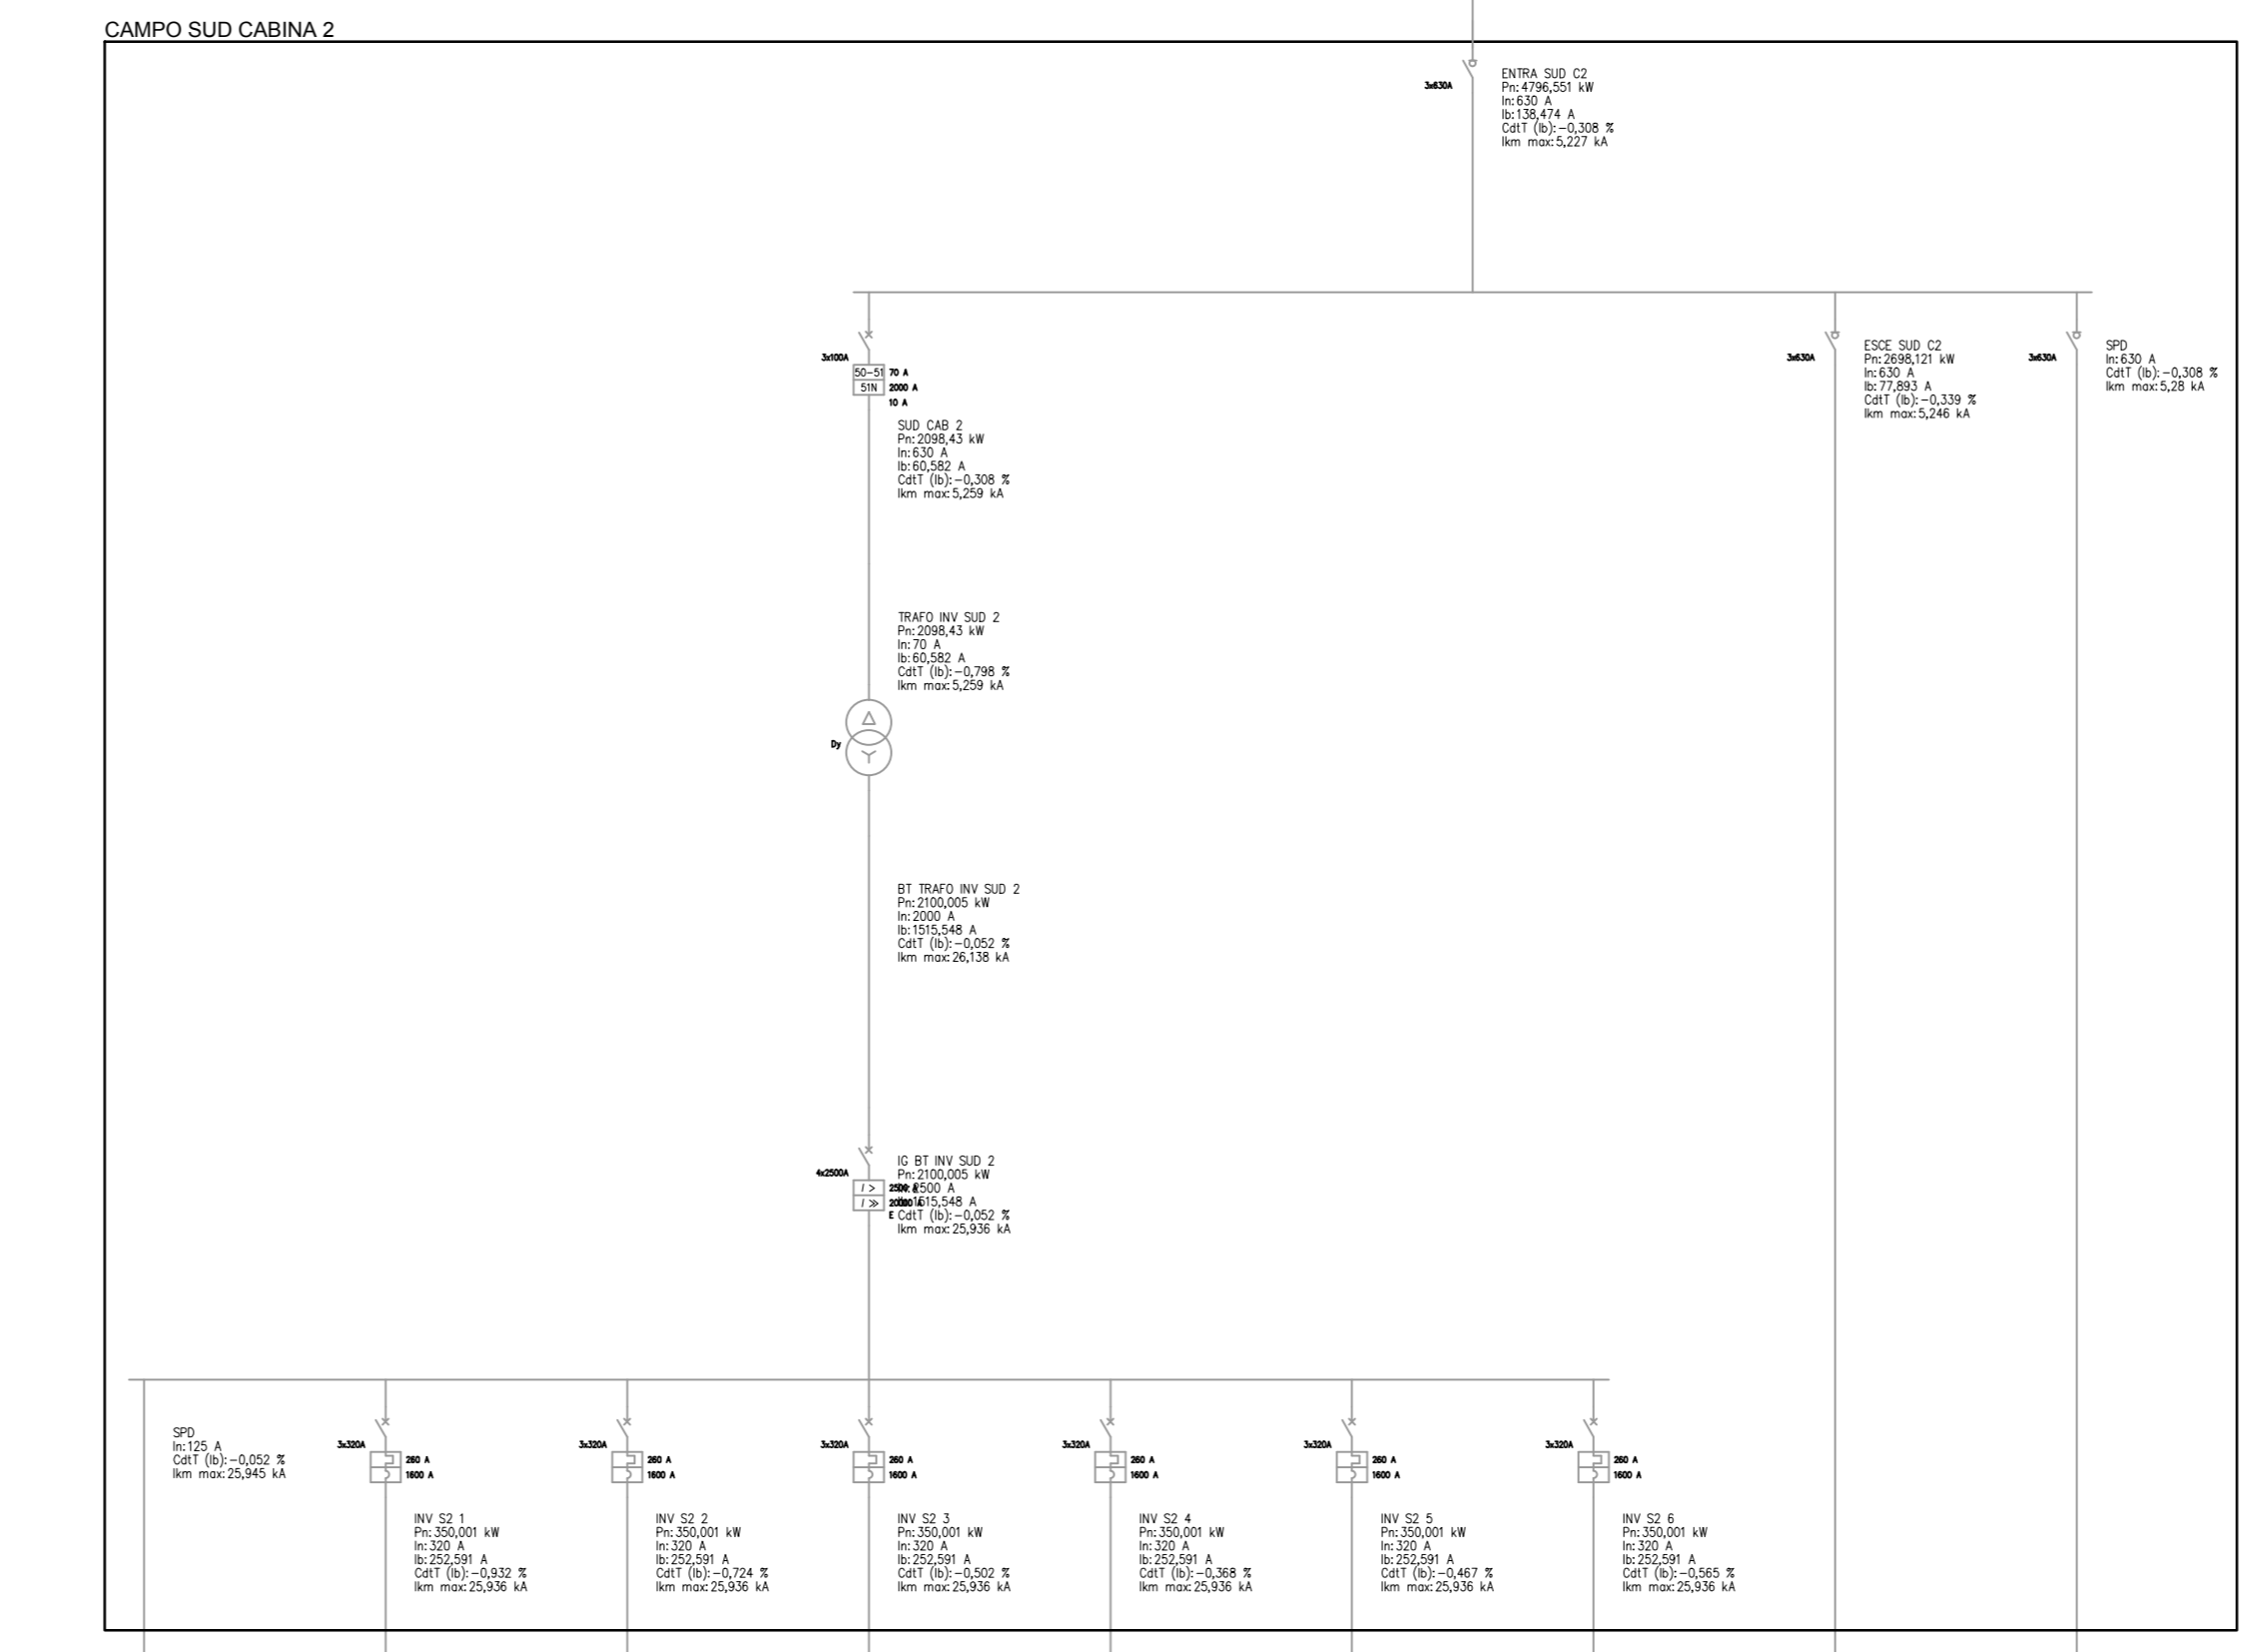 CAMPO SUD CABINA 2
3x630A
ENTRA SUD C2
Pn:4796,551 kW
In:630 A
Ib:138,474 A
CdtT (Ib):-0,308 %
Ikm max:5,227 kA
3x100A
50-51
70 A
51N
2000 A
10 A
SUD CAB 2
Pn:2098,43 kW
In:630 A
Ib:60,582 A
CdtT (Ib):-0,308 %
Ikm max:5,259 kA
3x630A
ESCE SUD C2
Pn:2698,121 kW
In:630 A
Ib:77,893 A
CdtT (Ib):-0,339 %
Ikm max:5,246 kA
3x630A
SPD
In:630 A
CdtT (Ib):-0,308 %
Ikm max:5,28 kA
TRAFO INV SUD 2
Pn:2098,43 kW
In:70 A
Ib:60,582 A
CdtT (Ib):-0,798 %
Ikm max:5,259 kA
Dy
BT TRAFO INV SUD 2
Pn:2100,005 kW
In:2000 A
Ib:1515,548 A
CdtT (Ib):-0,052 %
Ikm max:26,138 kA
4x2500A
I >
I ≫
E
IG BT INV SUD 2
Pn:2100,005 kW
2500 A
1515,548 A
CdtT (Ib):-0,052 %
Ikm max:25,936 kA
SPD
In:125 A
CdtT (Ib):-0,052 %
Ikm max:25,945 kA
3x320A
260 A
1600 A
INV S2 1
Pn:350,001 kW
In:320 A
Ib:252,591 A
CdtT (Ib):-0,932 %
Ikm max:25,936 kA
3x320A
260 A
1600 A
INV S2 2
Pn:350,001 kW
In:320 A
Ib:252,591 A
CdtT (Ib):-0,724 %
Ikm max:25,936 kA
3x320A
260 A
1600 A
INV S2 3
Pn:350,001 kW
In:320 A
Ib:252,591 A
CdtT (Ib):-0,502 %
Ikm max:25,936 kA
3x320A
260 A
1600 A
INV S2 4
Pn:350,001 kW
In:320 A
Ib:252,591 A
CdtT (Ib):-0,368 %
Ikm max:25,936 kA
3x320A
260 A
1600 A
INV S2 5
Pn:350,001 kW
In:320 A
Ib:252,591 A
CdtT (Ib):-0,467 %
Ikm max:25,936 kA
3x320A
260 A
1600 A
INV S2 6
Pn:350,001 kW
In:320 A
Ib:252,591 A
CdtT (Ib):-0,565 %
Ikm max:25,936 kA